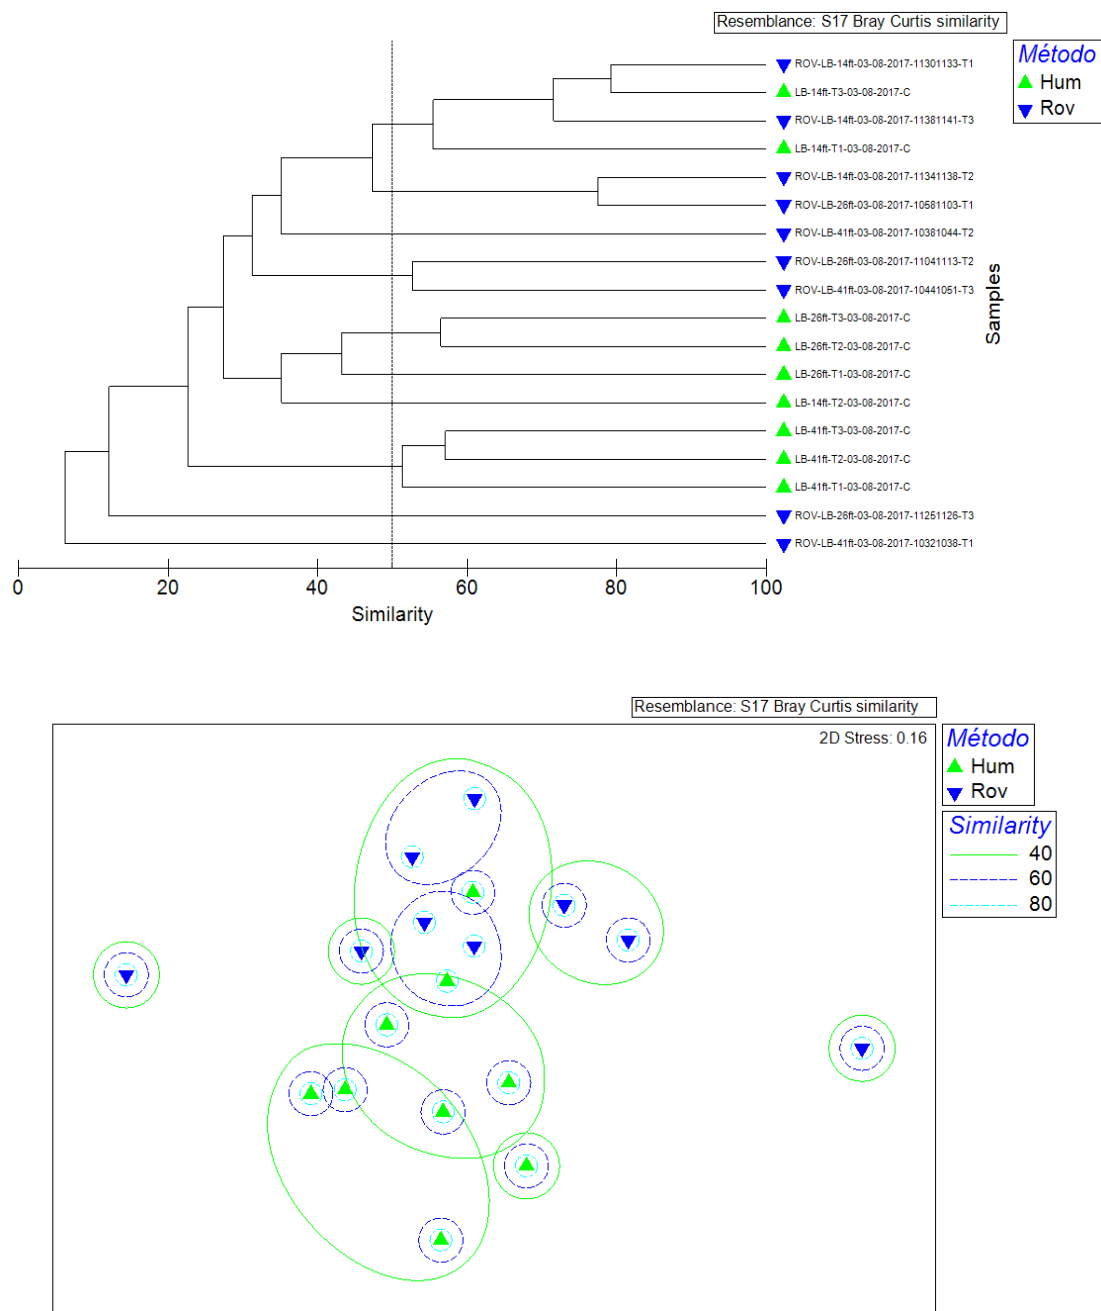 Resemblance: S17 Bray Curtis similarity
Método
Hum
Rov
ROV-LB-14ft-03-08-2017-11301133-T1
LB-14ft-T3-03-08-2017-C
ROV-LB-14ft-03-08-2017-11381141-T3
LB-14ft-T1-03-08-2017-C
ROV-LB-14ft-03-08-2017-11341138-T2
ROV-LB-26ft-03-08-2017-10581103-T1
ROV-LB-41ft-03-08-2017-10381044-T2
ROV-LB-26ft-03-08-2017-11041113-T2
ROV-LB-41ft-03-08-2017-10441051-T3
LB-26ft-T3-03-08-2017-C
LB-26ft-T2-03-08-2017-C
LB-26ft-T1-03-08-2017-C
LB-14ft-T2-03-08-2017-C
LB-41ft-T3-03-08-2017-C
LB-41ft-T2-03-08-2017-C
LB-41ft-T1-03-08-2017-C
ROV-LB-26ft-03-08-2017-11251126-T3
ROV-LB-41ft-03-08-2017-10321038-T1
Samples
0 20 40 60 80 100
Similarity
Resemblance: S17 Bray Curtis similarity
2D Stress: 0.16
Método
Hum
Rov
Similarity
40
60
80